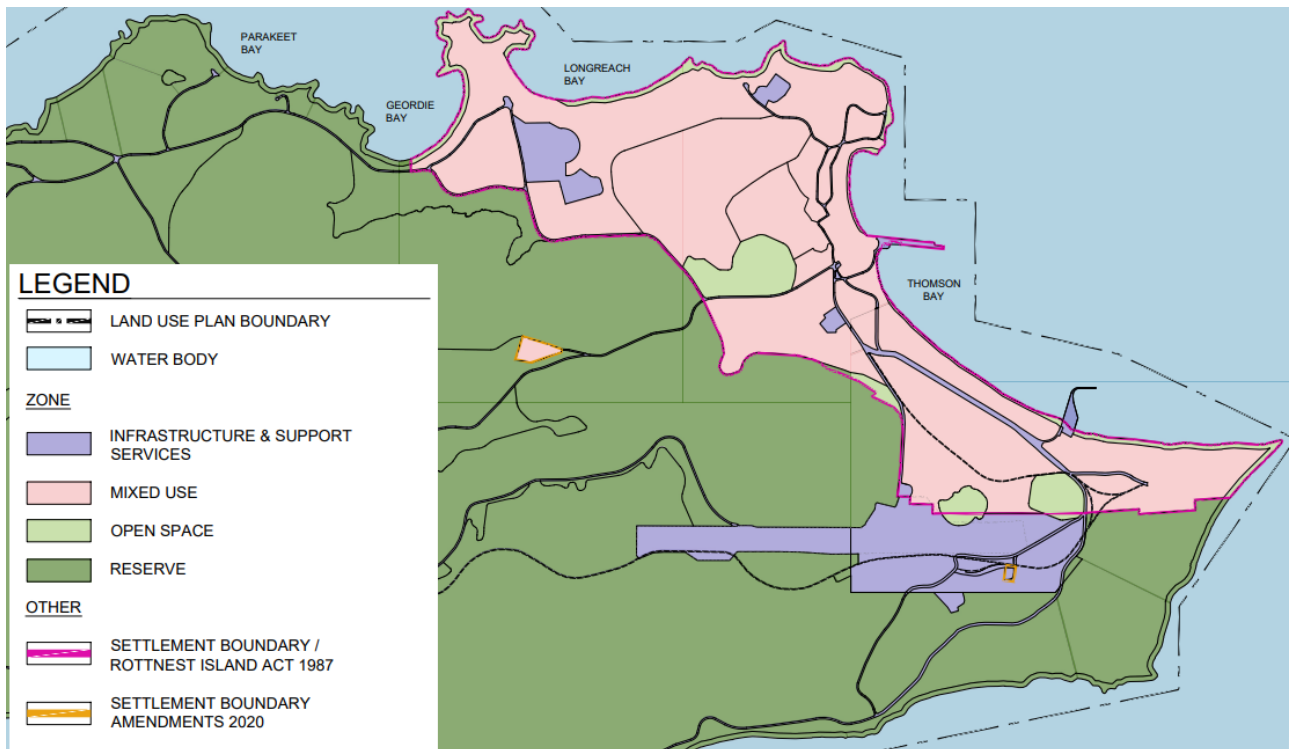 PARAKEET
BAY
LONGREACH
BAY
GEORDIE
BAY
THOMSON
BAY
LEGEND
LAND USE PLAN BOUNDARY
WATER BODY
ZONE
INFRASTRUCTURE & SUPPORT
SERVICES
MIXED USE
OPEN SPACE
RESERVE
OTHER
SETTLEMENT BOUNDARY /
ROTTNEST ISLAND ACT 1987
SETTLEMENT BOUNDARY
AMENDMENTS 2020